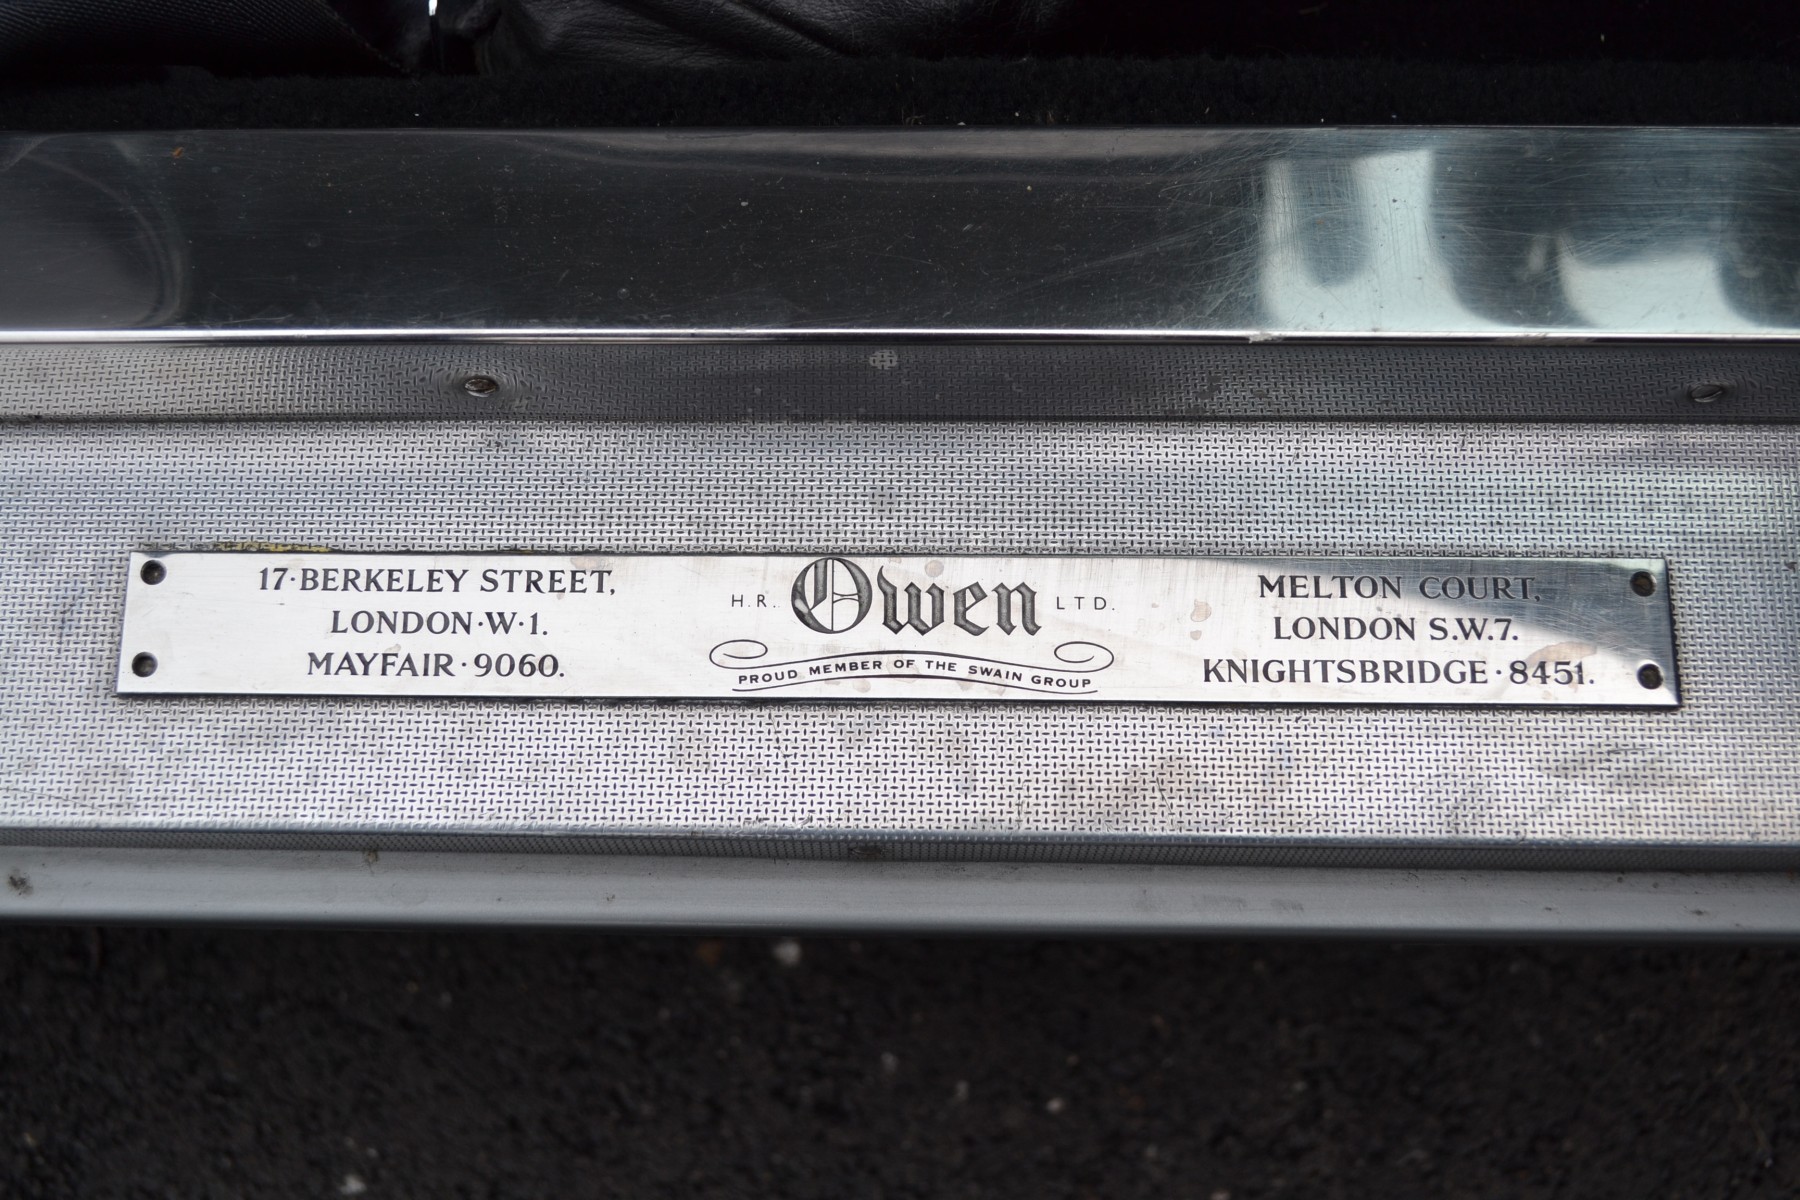 17·BERKELEY STREET,
LONDON·W·1.
MAYFAIR·9060.
H.R. Owen LTD.
PROUD MEMBER OF THE SWAIN GROUP
MELTON COURT,
LONDON S.W.7.
KNIGHTSBRIDGE·8451.